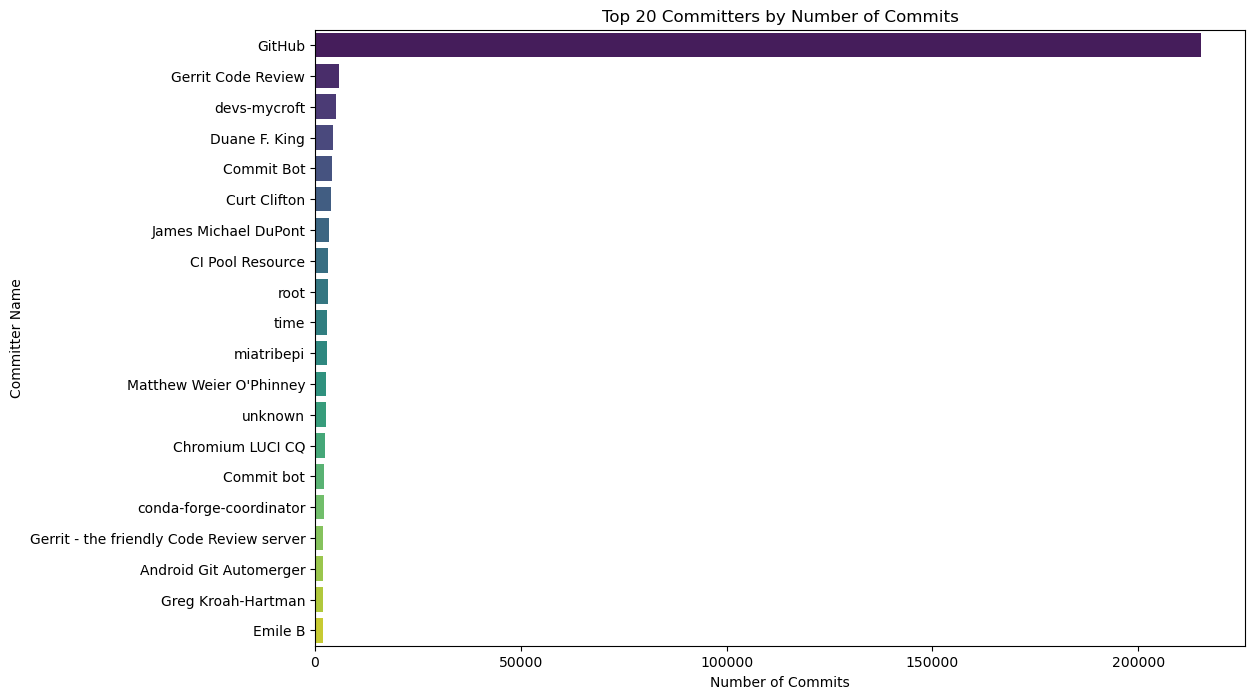 Top 20 Committers by Number of Commits
GitHub
Gerrit Code Review
devs-mycroft
Duane F. King
Commit Bot
Curt Clifton
James Michael DuPont
CI Pool Resource
root
time
miatribepi
Matthew Weier O'Phinney
unknown
Chromium LUCI CQ
Commit bot
conda-forge-coordinator
Gerrit - the friendly Code Review server
Android Git Automerger
Greg Kroah-Hartman
Emile B
Committer Name
0 50000 100000 150000 200000
Number of Commits